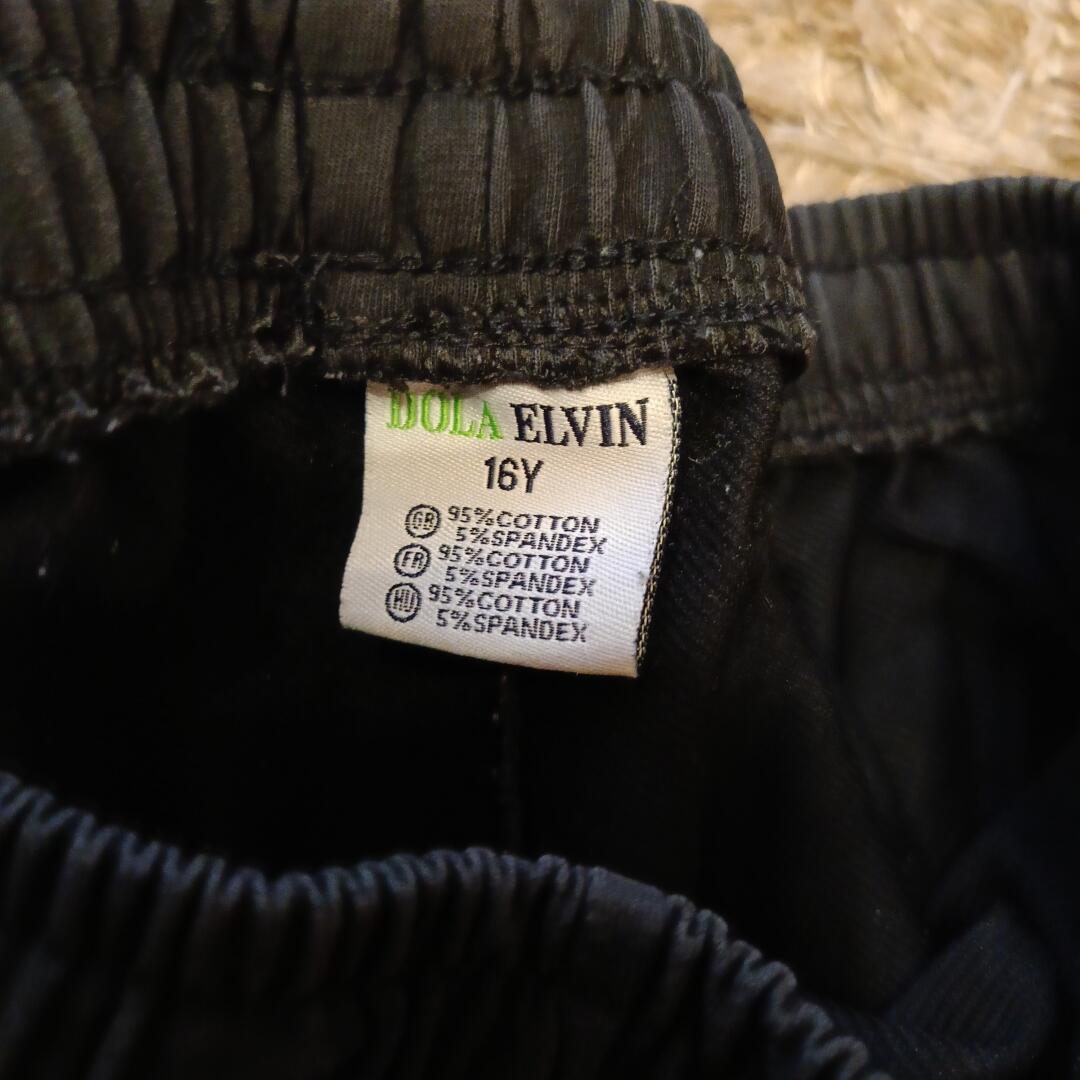 DOLA ELVIN
16Y
GB 95%COTTON
5%SPANDEX
FR 95%COTTON
5%SPANDEX
HU 95%COTTON
5%SPANDEX